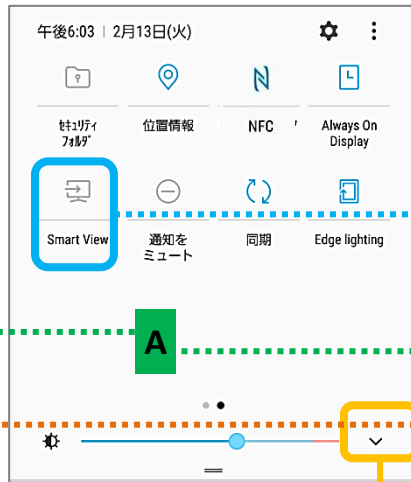 午後6:03 | 2月13日(火)
ｾｷｭﾘﾃｨ
ﾌｫﾙﾀﾞ
位置情報
NFC
Always On
Display
Smart View
通知を
ミュート
同期
Edge lighting
A